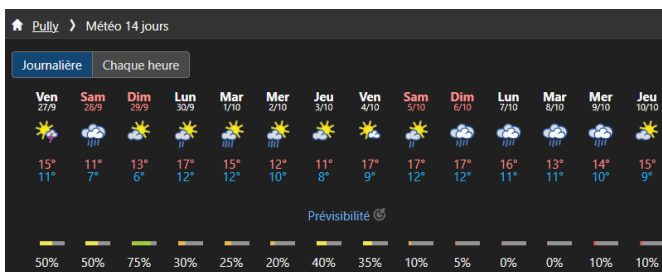 Pully > Météo 14 jours
Journalière Chaque heure
Ven Sam Dim Lun Mar Mer Jeu Ven Sam Dim Lun Mar Mer Jeu
27/9 28/9 29/9 30/9 1/10 2/10 3/10 4/10 5/10 6/10 7/10 8/10 9/10 10/10
15° 11° 13° 17° 15° 12° 11° 17° 17° 17° 16° 13° 14° 15°
11° 7° 6° 12° 12° 10° 8° 9° 12° 12° 11° 11° 10° 9°
Prévisibilité
50% 50% 75% 30% 25% 20% 40% 35% 10% 5% 0% 0% 10% 10%